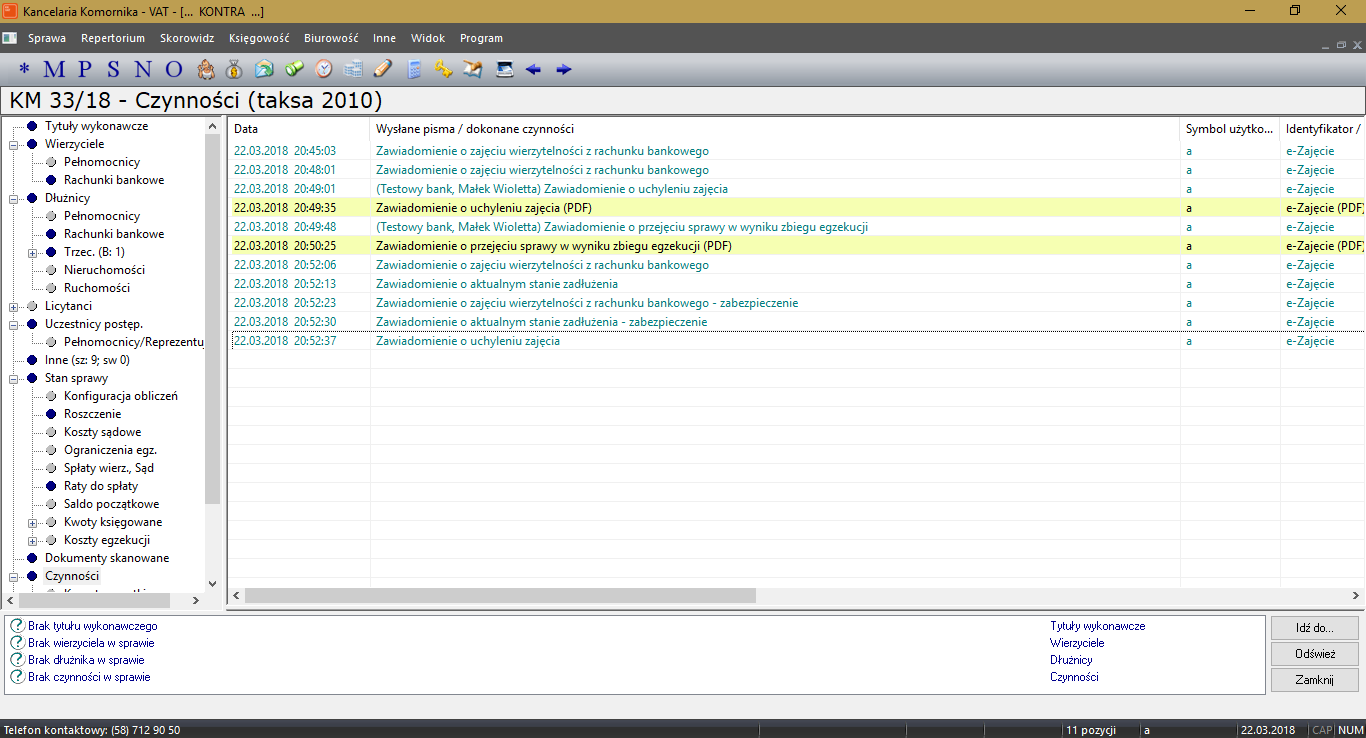 Kancelaria Komornika - VAT - [... KONTRA ...]
Sprawa Repertorium Skorowidz Księgowość Biurowość Inne Widok Program
* M P S N O
KM 33/18 - Czynności (taksa 2010)
Tytuły wykonawcze
Wierzyciele
Pełnomocnicy
Rachunki bankowe
Dłużnicy
Pełnomocnicy
Rachunki bankowe
Trzec. (B: 1)
Nieruchomości
Ruchomości
Licytanci
Uczestnicy postęp.
Pełnomocnicy/Reprezentuj
Inne (sz: 9; sw 0)
Stan sprawy
Konfiguracja obliczeń
Roszczenie
Koszty sądowe
Ograniczenia egz.
Spłaty wierz., Sąd
Raty do spłaty
Saldo początkowe
Kwoty księgowane
Koszty egzekucji
Dokumenty skanowane
Czynności
Data Wysłane pisma / dokonane czynności Symbol użytko... Identyfikator /
22.03.2018 20:45:03 Zawiadomienie o zajęciu wierzytelności z rachunku bankowego a e-Zajęcie
22.03.2018 20:48:01 Zawiadomienie o zajęciu wierzytelności z rachunku bankowego a e-Zajęcie
22.03.2018 20:49:01 (Testowy bank, Małek Wioletta) Zawiadomienie o uchyleniu zajęcia a e-Zajęcie
22.03.2018 20:49:35 Zawiadomienie o uchyleniu zajęcia (PDF) a e-Zajęcie (PDF)
22.03.2018 20:49:48 (Testowy bank, Małek Wioletta) Zawiadomienie o przejęciu sprawy w wyniku zbiegu egzekucji a e-Zajęcie
22.03.2018 20:50:25 Zawiadomienie o przejęciu sprawy w wyniku zbiegu egzekucji (PDF) a e-Zajęcie (PDF)
22.03.2018 20:52:06 Zawiadomienie o zajęciu wierzytelności z rachunku bankowego a e-Zajęcie
22.03.2018 20:52:13 Zawiadomienie o aktualnym stanie zadłużenia a e-Zajęcie
22.03.2018 20:52:23 Zawiadomienie o zajęciu wierzytelności z rachunku bankowego - zabezpieczenie a e-Zajęcie
22.03.2018 20:52:30 Zawiadomienie o aktualnym stanie zadłużenia - zabezpieczenie a e-Zajęcie
22.03.2018 20:52:37 Zawiadomienie o uchyleniu zajęcia a e-Zajęcie
Brak tytułu wykonawczego Tytuły wykonawcze
Brak wierzyciela w sprawie Wierzyciele
Brak dłużnika w sprawie Dłużnicy
Brak czynności w sprawie Czynności
Idź do...
Odśwież
Zamknij
Telefon kontaktowy: (58) 712 90 50 11 pozycji a 22.03.2018 CAP NUM